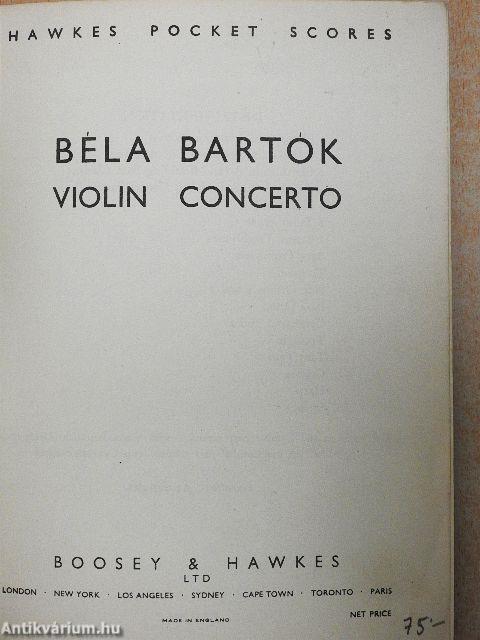 HAWKES POCKET SCORES
BÉLA BARTÓK
VIOLIN CONCERTO
BOOSEY & HAWKES
LTD
LONDON · NEW YORK · LOS ANGELES · SYDNEY · CAPE TOWN · TORONTO · PARIS
NET PRICE
MADE IN ENGLAND
75.-
Antikvárium.hu